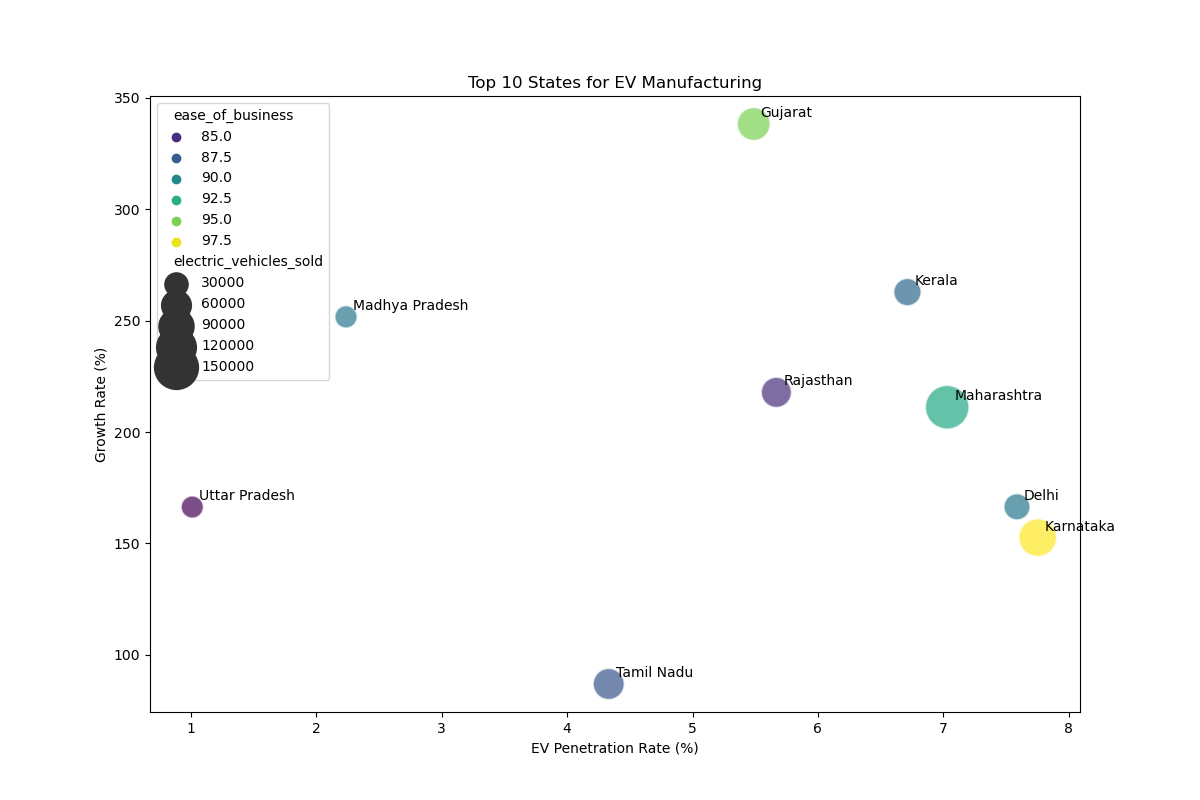 Top 10 States for EV Manufacturing
350
300
250
200
150
100
Growth Rate (%)
ease_of_business
85.0
87.5
90.0
92.5
95.0
97.5
electric_vehicles_sold
30000
60000
90000
120000
150000
Gujarat
Kerala
Madhya Pradesh
Rajasthan
Maharashtra
Uttar Pradesh
Delhi
Karnataka
Tamil Nadu
1 2 3 4 5 6 7 8
EV Penetration Rate (%)